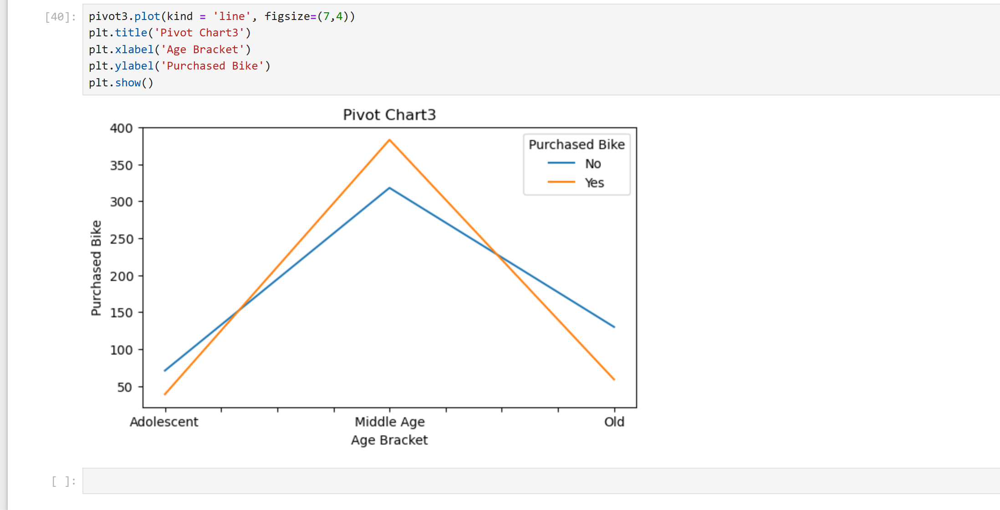 [40]:
pivot3.plot(kind = 'line', figsize=(7,4))
plt.title('Pivot Chart3')
plt.xlabel('Age Bracket')
plt.ylabel('Purchased Bike')
plt.show()
Pivot Chart3
400
350
300
250
200
150
100
50
Purchased Bike
Purchased Bike
No
Yes
Adolescent Middle Age Old
Age Bracket
[ ]: